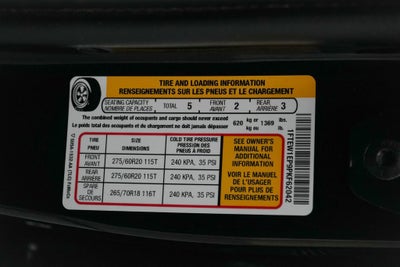 TIRE AND LOADING INFORMATION
RENSEIGNEMENTS SUR LES PNEUS ET LE CHARGEMENT
SEATING CAPACITY
NOMBRE DE PLACES
TOTAL 5
FRONT
AVANT 2
REAR
ARRIÈRE 3
The combined weight of occupants and cargo should never exceed
Le poids total des occupants et du chargement ne doit jamais dépasser
620 kg or kg ou 1369 lbs. lb.
TIRE
PNEU
SIZE
DIMENSIONS
COLD TIRE PRESSURE
PRESSION DES
PNEUS À FROID
FRONT
AVANT
275/60R20 115T
240 KPA, 35 PSI
REAR
ARRIÈRE
275/60R20 115T
240 KPA, 35 PSI
SPARE
DE
SECOURS
265/70R18 116T
240 KPA, 35 PSI
SEE OWNER'S
MANUAL FOR
ADDITIONAL
INFORMATION
VOIR LE MANUEL
DE L'USAGER
POUR PLUS DE
RENSEIGNEMENTS
1FTEW1EP9PKF62042